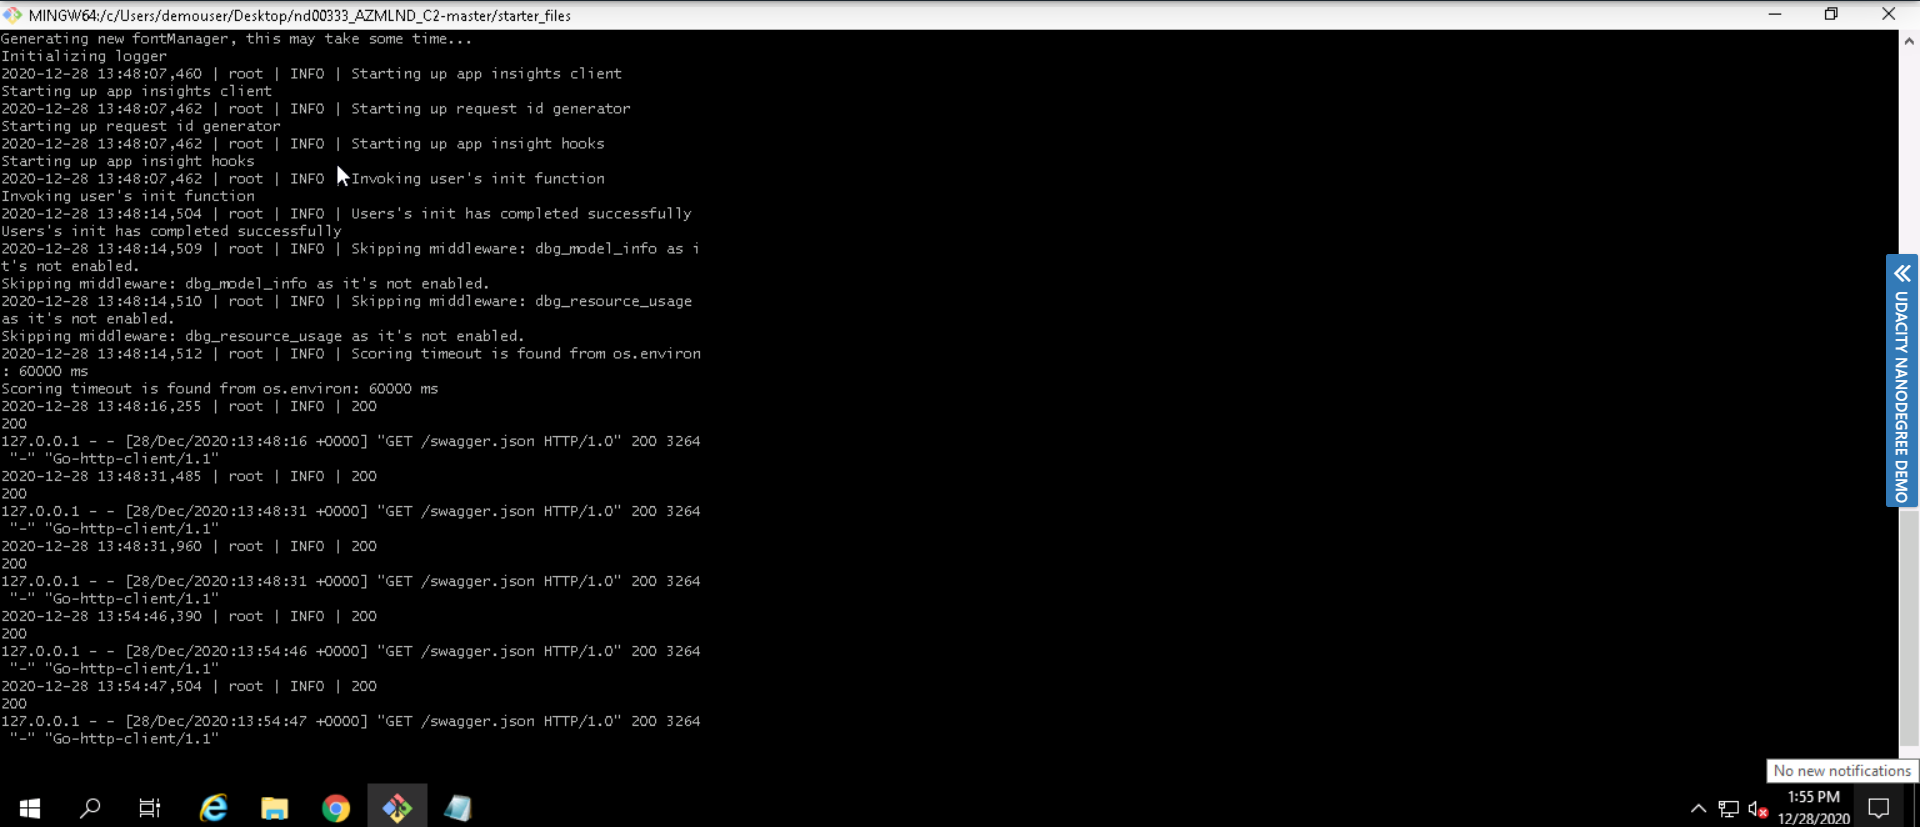 MINGW64:/c/Users/demouser/Desktop/nd00333_AZMLND_C2-master/starter_files
Generating new fontManager, this may take some time...
Initializing logger
2020-12-28 13:48:07,460 | root | INFO | Starting up app insights client
Starting up app insights client
2020-12-28 13:48:07,462 | root | INFO | Starting up request id generator
Starting up request id generator
2020-12-28 13:48:07,462 | root | INFO | Starting up app insight hooks
Starting up app insight hooks
2020-12-28 13:48:07,462 | root | INFO | Invoking user's init function
Invoking user's init function
2020-12-28 13:48:14,504 | root | INFO | Users's init has completed successfully
Users's init has completed successfully
2020-12-28 13:48:14,509 | root | INFO | Skipping middleware: dbg_model_info as i
t's not enabled.
Skipping middleware: dbg_model_info as it's not enabled.
2020-12-28 13:48:14,510 | root | INFO | Skipping middleware: dbg_resource_usage
as it's not enabled.
Skipping middleware: dbg_resource_usage as it's not enabled.
2020-12-28 13:48:14,512 | root | INFO | Scoring timeout is found from os.environ
: 60000 ms
Scoring timeout is found from os.environ: 60000 ms
2020-12-28 13:48:16,255 | root | INFO | 200
200
127.0.0.1 - - [28/Dec/2020:13:48:16 +0000] "GET /swagger.json HTTP/1.0" 200 3264
"-" "Go-http-client/1.1"
2020-12-28 13:48:31,485 | root | INFO | 200
200
127.0.0.1 - - [28/Dec/2020:13:48:31 +0000] "GET /swagger.json HTTP/1.0" 200 3264
"-" "Go-http-client/1.1"
2020-12-28 13:48:31,960 | root | INFO | 200
200
127.0.0.1 - - [28/Dec/2020:13:48:31 +0000] "GET /swagger.json HTTP/1.0" 200 3264
"-" "Go-http-client/1.1"
2020-12-28 13:54:46,390 | root | INFO | 200
200
127.0.0.1 - - [28/Dec/2020:13:54:46 +0000] "GET /swagger.json HTTP/1.0" 200 3264
"-" "Go-http-client/1.1"
2020-12-28 13:54:47,504 | root | INFO | 200
200
127.0.0.1 - - [28/Dec/2020:13:54:47 +0000] "GET /swagger.json HTTP/1.0" 200 3264
"-" "Go-http-client/1.1"
UDACITY NANODEGREE DEMO
No new notifications
1:55 PM
12/28/2020